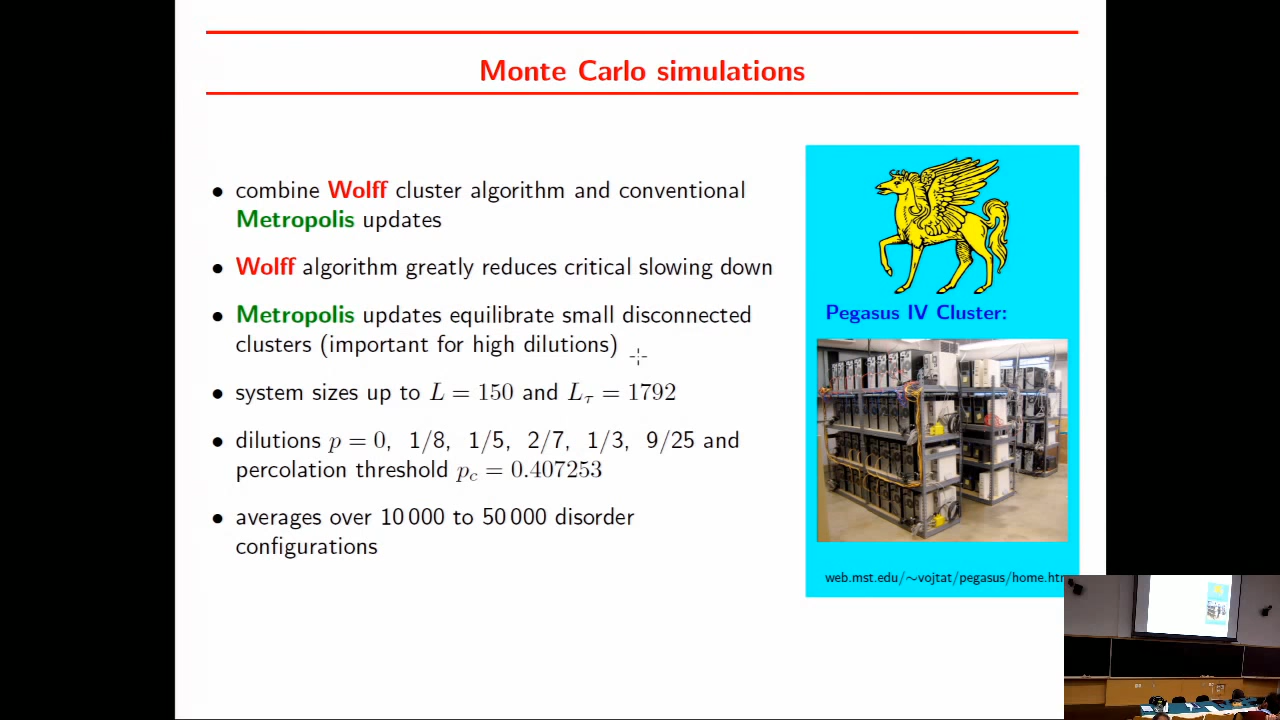 Monte Carlo simulations
• combine Wolff cluster algorithm and conventional
Metropolis updates
• Wolff algorithm greatly reduces critical slowing down
• Metropolis updates equilibrate small disconnected
clusters (important for high dilutions)
• system sizes up to L = 150 and Lτ = 1792
• dilutions p = 0, 1/8, 1/5, 2/7, 1/3, 9/25 and
percolation threshold pc = 0.407253
• averages over 10 000 to 50 000 disorder
configurations
Pegasus IV Cluster:
web.mst.edu/∼vojtat/pegasus/home.htm